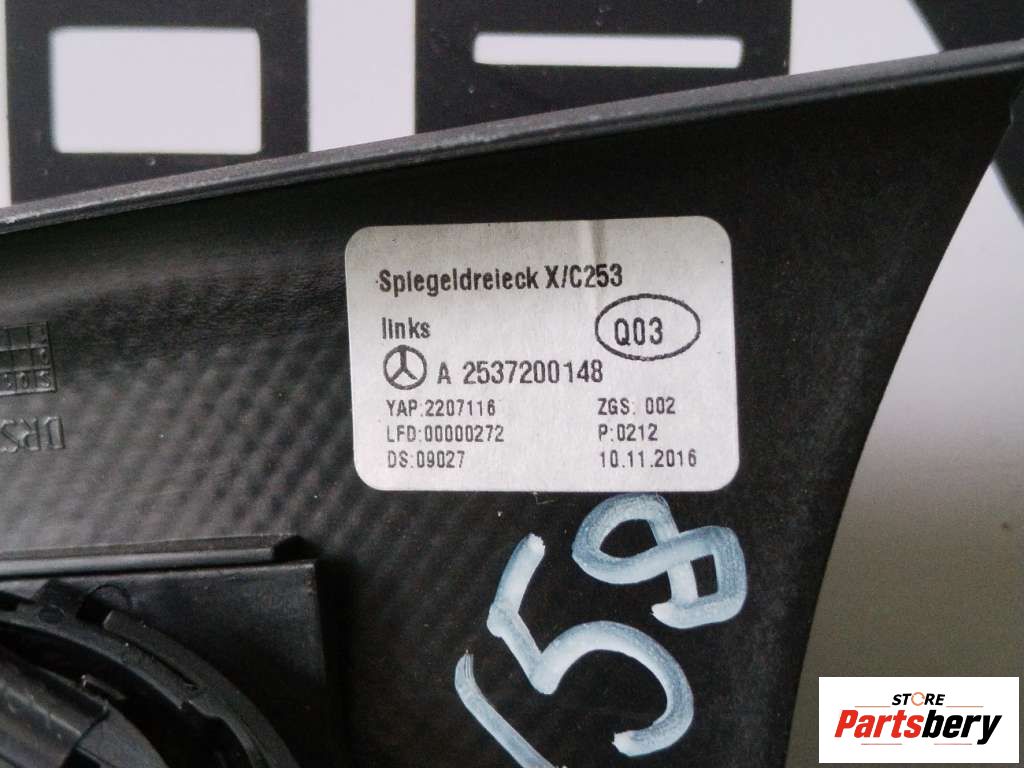 Spiegeldreieck X/C253
links
Q03
A 2537200148
YAP:2207116 ZGS: 002
LFD:00000272 P:0212
DS:09027 10.11.2016
158
STORE
Partsbery